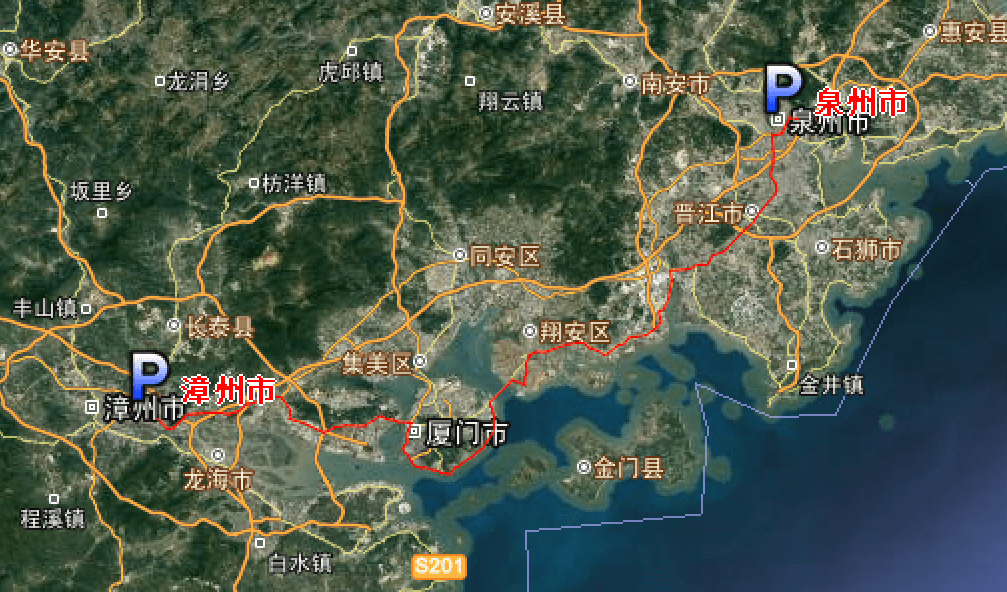 安溪县
惠安县
华安县
龙涓乡
虎邱镇
翔云镇
南安市
P
泉州市
泉州市
坂里乡
枋洋镇
晋江市
同安区
石狮市
丰山镇
长泰县
翔安区
集美区
P
漳州市
漳州市
金井镇
厦门市
龙海市
金门县
程溪镇
白水镇
S201